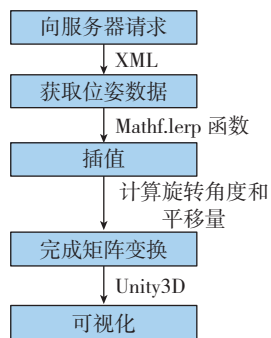 向服务器请求
XML
获取位姿数据
Mathf.lerp 函数
插值
计算旋转角度和
平移量
完成矩阵变换
Unity3D
可视化